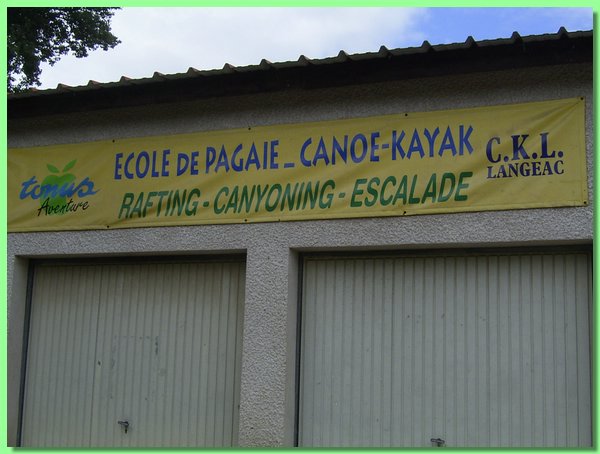 tonus
Aventure
ECOLE DE PAGAIE _ CANOE-KAYAK
RAFTING - CANYONING - ESCALADE
C.K.L.
LANGEAC